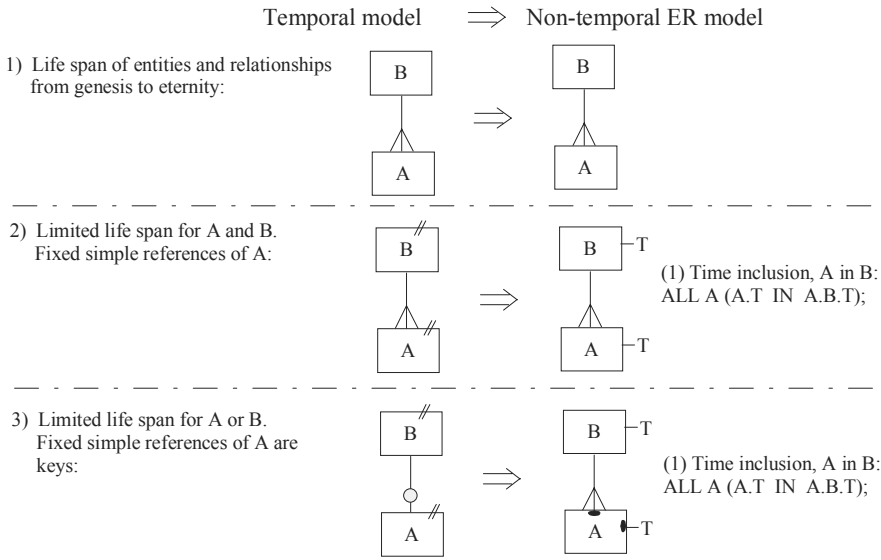 Temporal model ⇒ Non-temporal ER model
1) Life span of entities and relationships
from genesis to eternity:
B
B
A
A
2) Limited life span for A and B.
Fixed simple references of A:
B
B T
(1) Time inclusion, A in B:
ALL A (A.T IN A.B.T);
A
A T
3) Limited life span for A or B.
Fixed simple references of A are
keys:
B
B T
(1) Time inclusion, A in B:
ALL A (A.T IN A.B.T);
A
A T